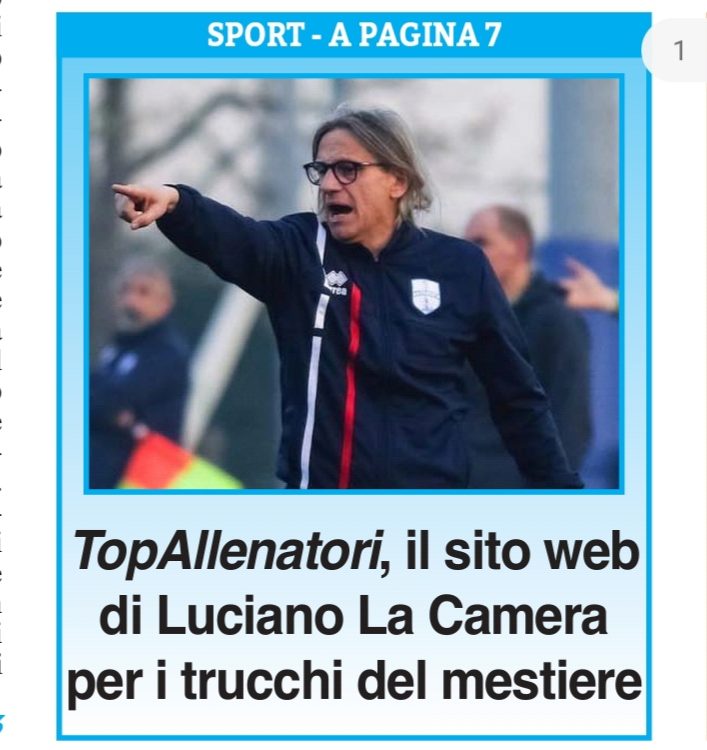 SPORT - A PAGINA 7
1
TopAllenatori, il sito web
di Luciano La Camera
per i trucchi del mestiere